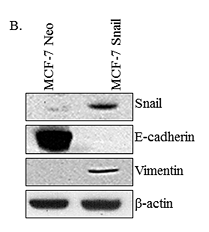 B.
MCF-7 Neo
MCF-7 Snail
Snail
E-cadherin
Vimentin
β-actin